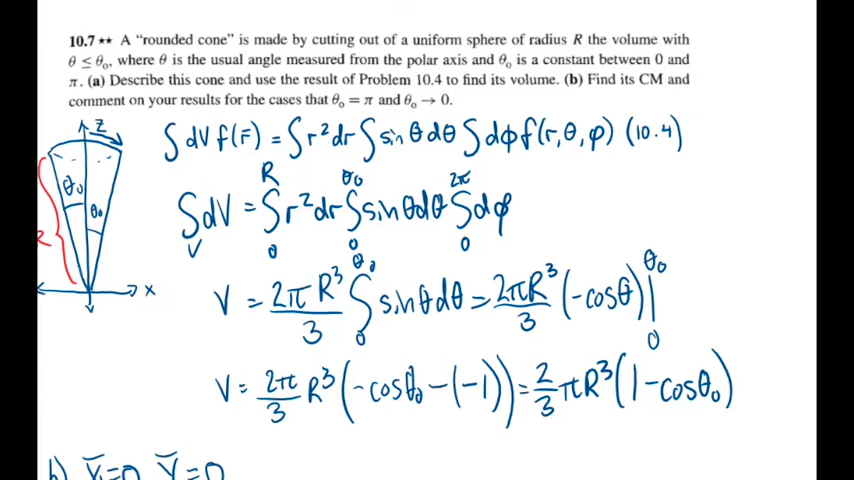 10.7 ★★ A “rounded cone” is made by cutting out of a uniform sphere of radius R the volume with
θ ≤ θₒ, where θ is the usual angle measured from the polar axis and θₒ is a constant between 0 and
π. (a) Describe this cone and use the result of Problem 10.4 to find its volume. (b) Find its CM and
comment on your results for the cases that θₒ = π and θₒ → 0.
z
∫dV f(r⃗) = ∫r²dr ∫sinθdθ ∫dφ f(r, θ, φ) (10.4)
θ₀ θ₀ R x
∫_V dV = ∫₀^R r²dr ∫₀^θ₀ sinθdθ ∫₀^2π dφ
V = 2πR³/3 ∫₀^θ₀ sinθdθ = 2πR³/3 (-cosθ)|₀^θ₀
V = 2π/3 R³(-cosθ₀-(-1)) = 2/3 πR³(1-cosθ₀)
b) =0 Y̅=0